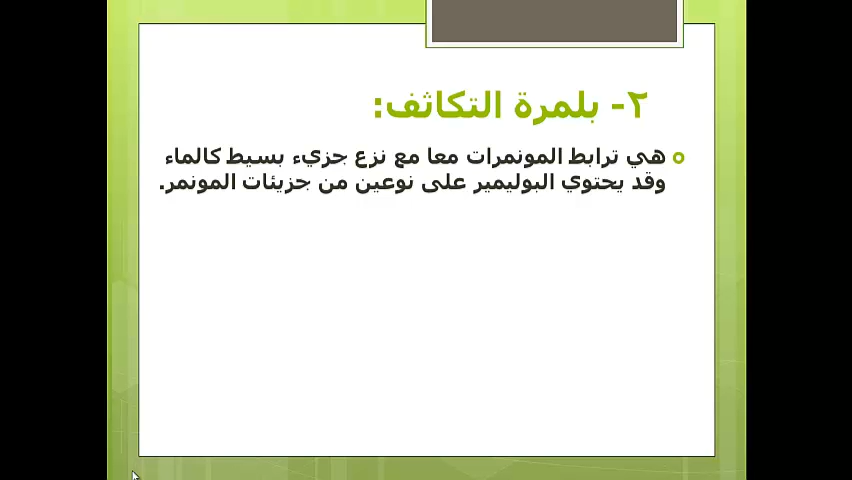 ٢- بلمرة التكاثف:
هي ترابط المونمرات معا مع نزع جزيء بسيط كالماء
وقد يحتوي البوليمير على نوعين من جزيئات المونمر.